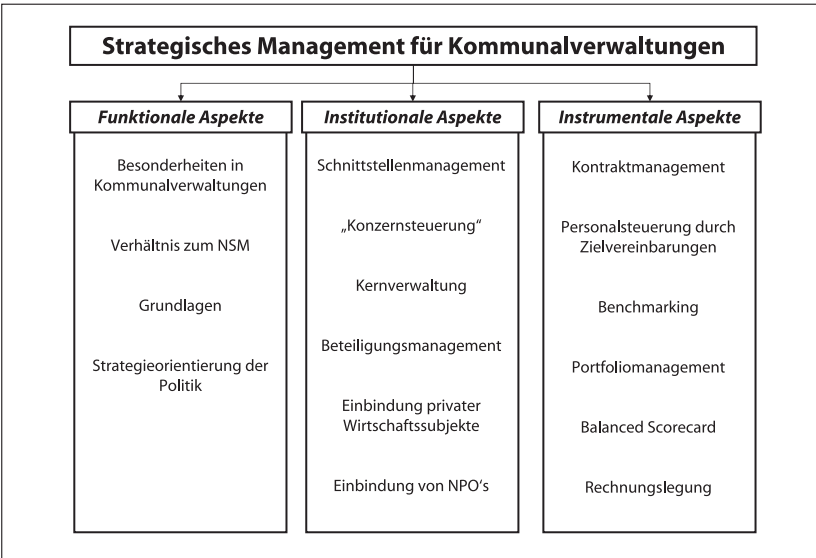 Strategisches Management für Kommunalverwaltungen
Funktionale Aspekte
Besonderheiten in
Kommunalverwaltungen
Verhältnis zum NSM
Grundlagen
Strategieorientierung der
Politik
Institutionale Aspekte
Schnittstellenmanagement
„Konzernsteuerung“
Kernverwaltung
Beteiligungsmanagement
Einbindung privater
Wirtschaftssubjekte
Einbindung von NPO‘s
Instrumentale Aspekte
Kontraktmanagement
Personalsteuerung durch
Zielvereinbarungen
Benchmarking
Portfoliomanagement
Balanced Scorecard
Rechnungslegung